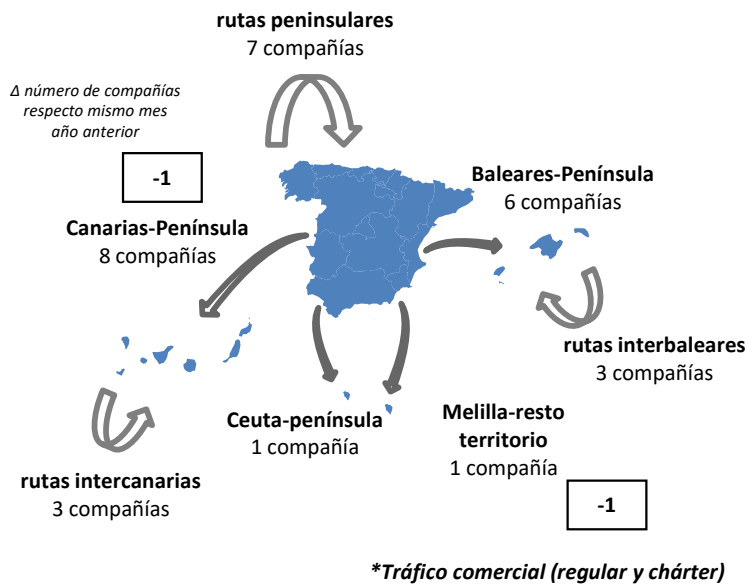 rutas peninsulares
7 compañías
Δ número de compañías
respecto mismo mes
año anterior
-1
Canarias-Península
8 compañías
Baleares-Península
6 compañías
rutas interbaleares
3 compañías
Ceuta-península
1 compañía
Melilla-resto
territorio
1 compañía
-1
rutas intercanarias
3 compañías
*Tráfico comercial (regular y chárter)